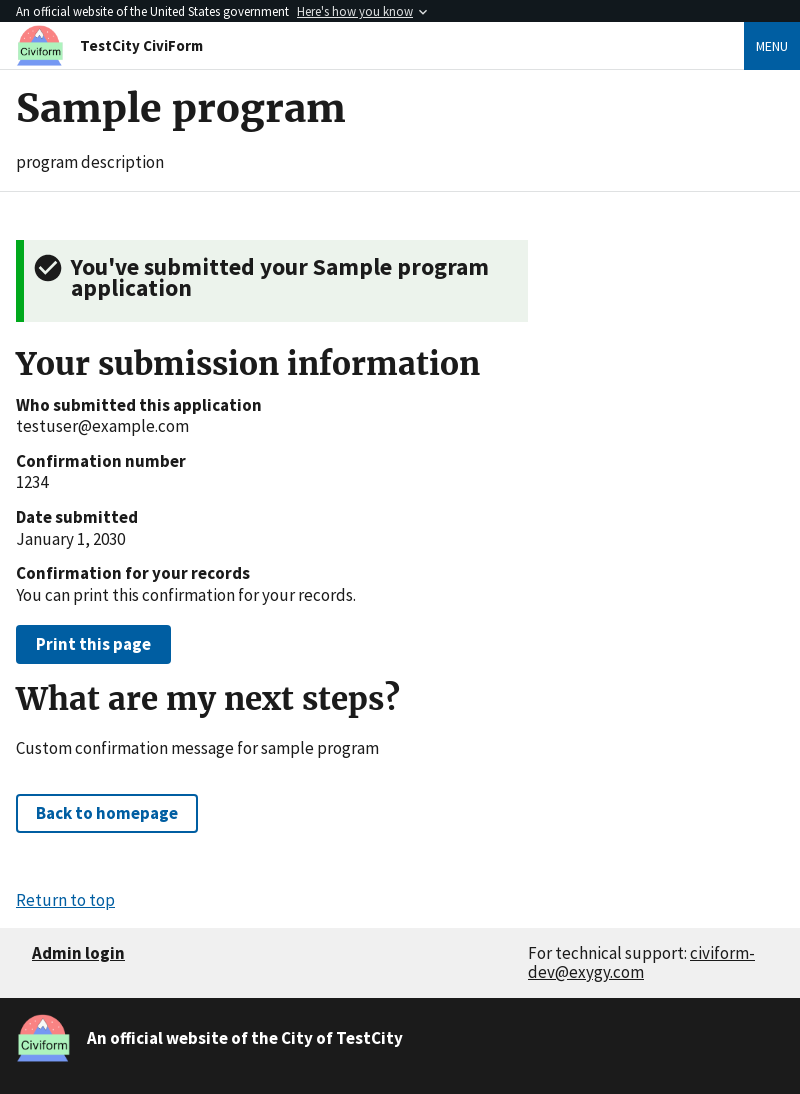 An official website of the United States government Here's how you know
Civiform
TestCity CiviForm
MENU
Sample program
program description
You've submitted your Sample program
application
Your submission information
Who submitted this application
testuser@example.com
Confirmation number
1234
Date submitted
January 1, 2030
Confirmation for your records
You can print this confirmation for your records.
Print this page
What are my next steps?
Custom confirmation message for sample program
Back to homepage
Return to top
Admin login
For technical support: civiform-
dev@exygy.com
Civiform
An official website of the City of TestCity